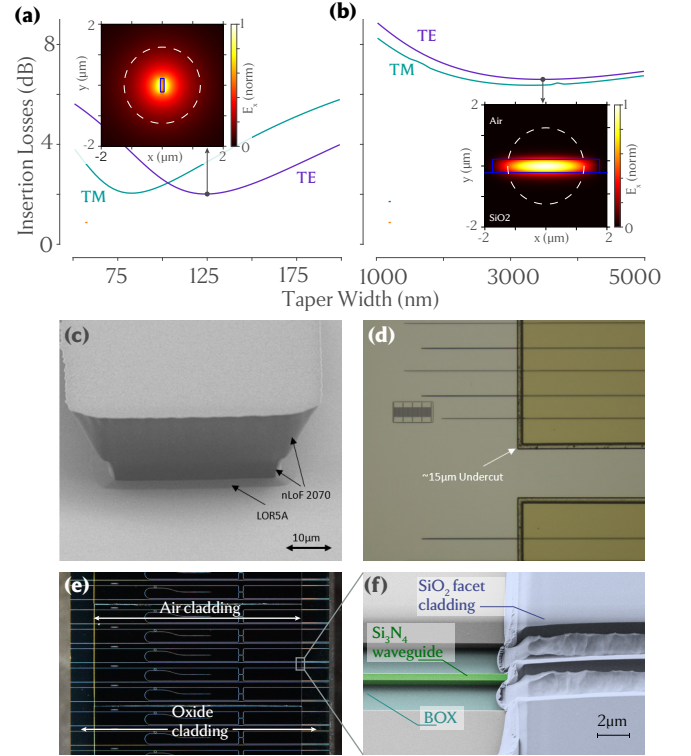 (a)
(b)
8
4
0
Insertion Losses (dB)
TM
TE
2
y (µm)
-2
-2
x (µm)
2
1
Eₓ (norm)
0
75
125
175
TE
TM
Air
SiO2
2
y (µm)
-2
-2
x (µm)
2
1
Eₓ (norm)
0
1000
3000
5000
Taper Width (nm)
(c)
nLoF 2070
LOR5A
10µm
(d)
~15µm Undercut
(e)
Air cladding
Oxide
cladding
(f)
SiO₂ facet
cladding
Si₃N₄
waveguide
BOX
2µm